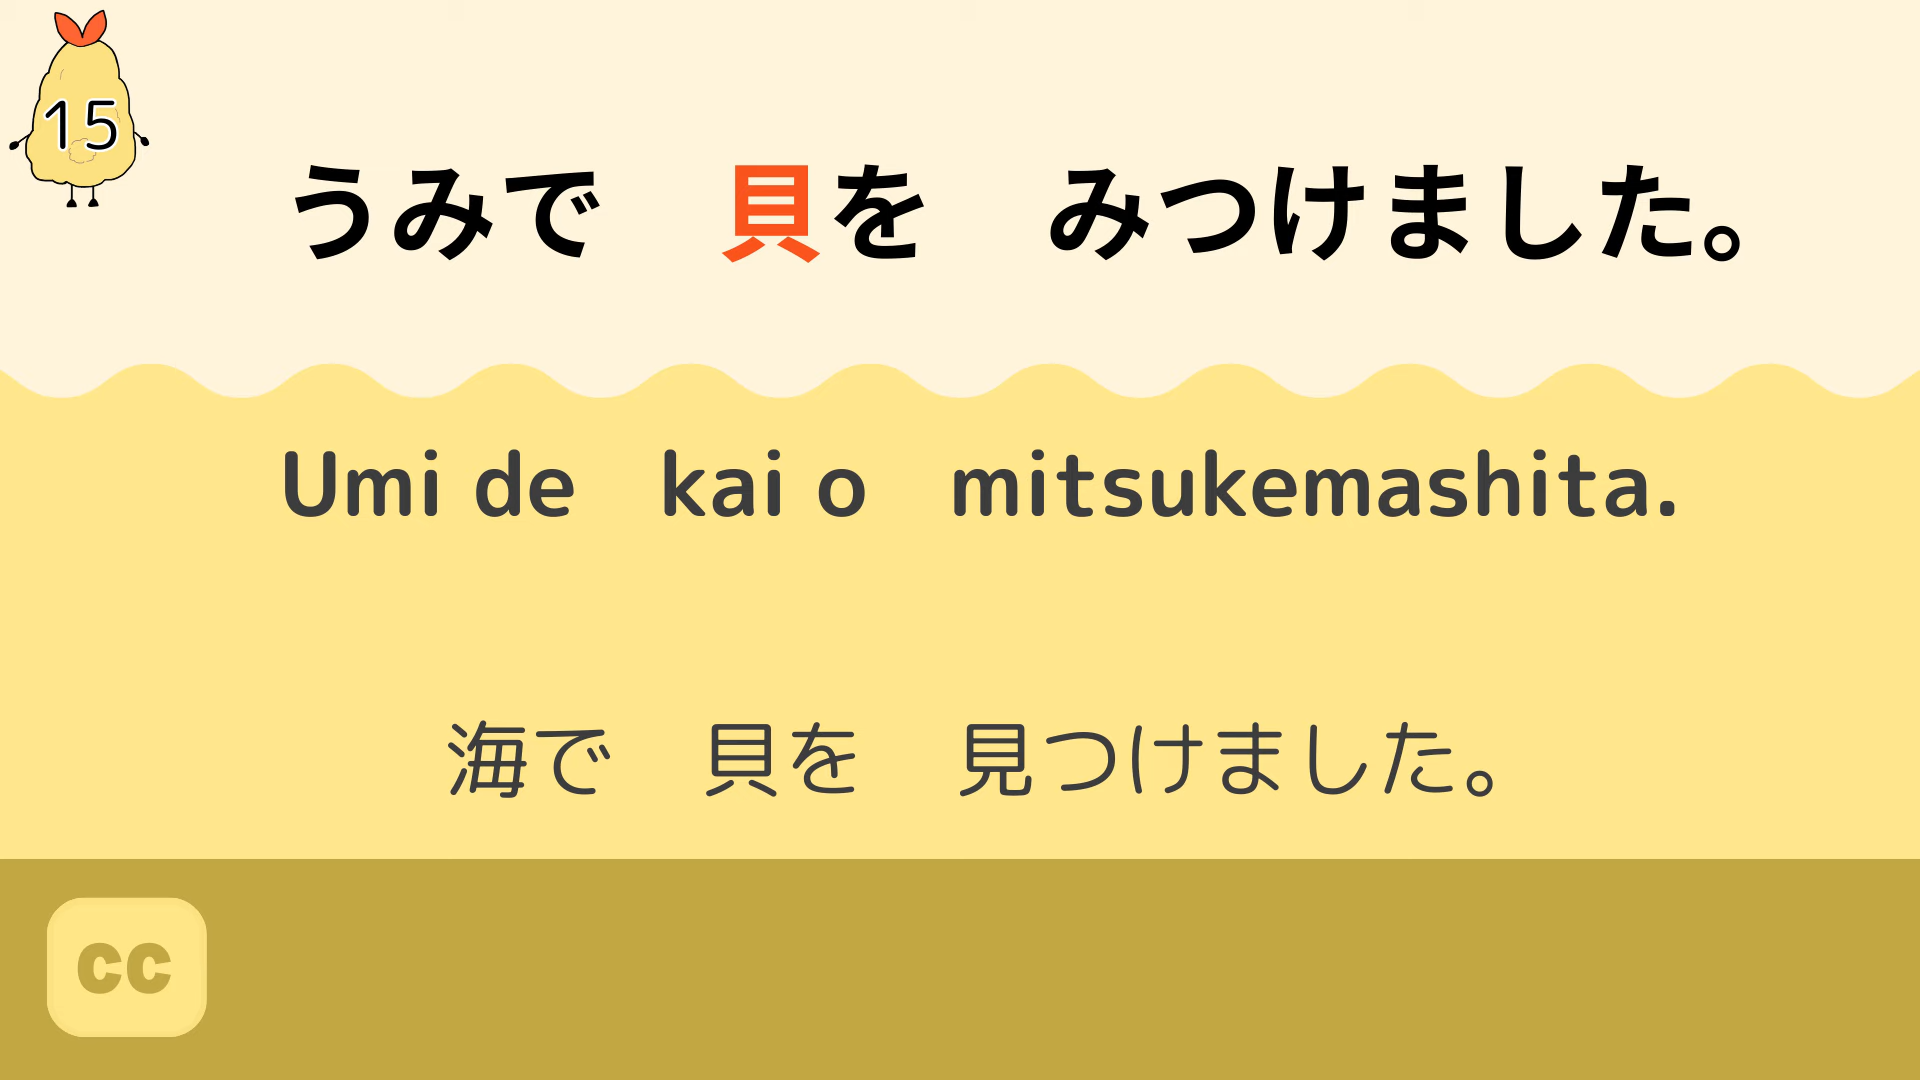 15
うみで　貝を　みつけました。
Umi de　kai o　mitsukemashita.
海で　貝を　見つけました。
CC